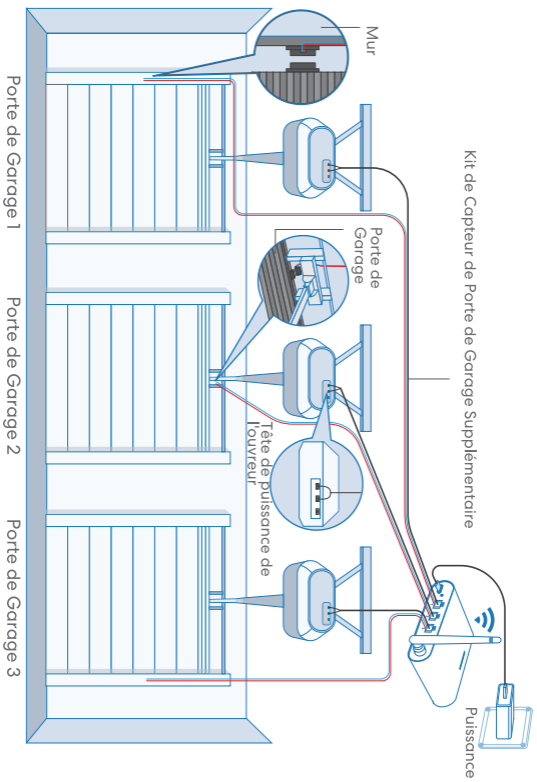 Kit de Capteur de Porte de Garage Supplémentaire
Puissance
Mur
Porte de
Garage
Tête de puissance de
l'ouvreur
Porte de Garage 1
Porte de Garage 2
Porte de Garage 3